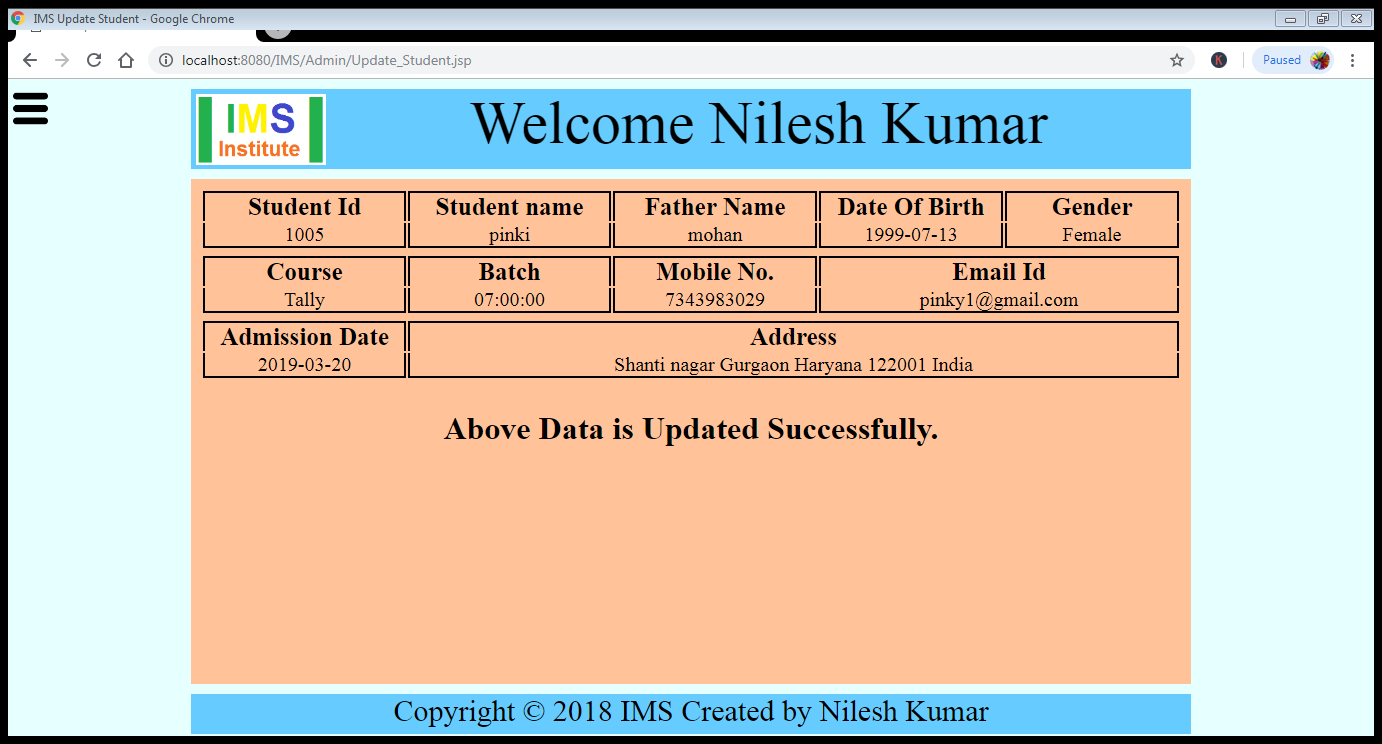 IMS Update Student - Google Chrome
localhost:8080/IMS/Admin/Update_Student.jsp
K
Paused
IMS
Institute
Welcome Nilesh Kumar
Student Id Student name Father Name Date Of Birth Gender
1005 pinki mohan 1999-07-13 Female
Course Batch Mobile No. Email Id
Tally 07:00:00 7343983029 pinky1@gmail.com
Admission Date Address
2019-03-20 Shanti nagar Gurgaon Haryana 122001 India
Above Data is Updated Successfully.
Copyright © 2018 IMS Created by Nilesh Kumar